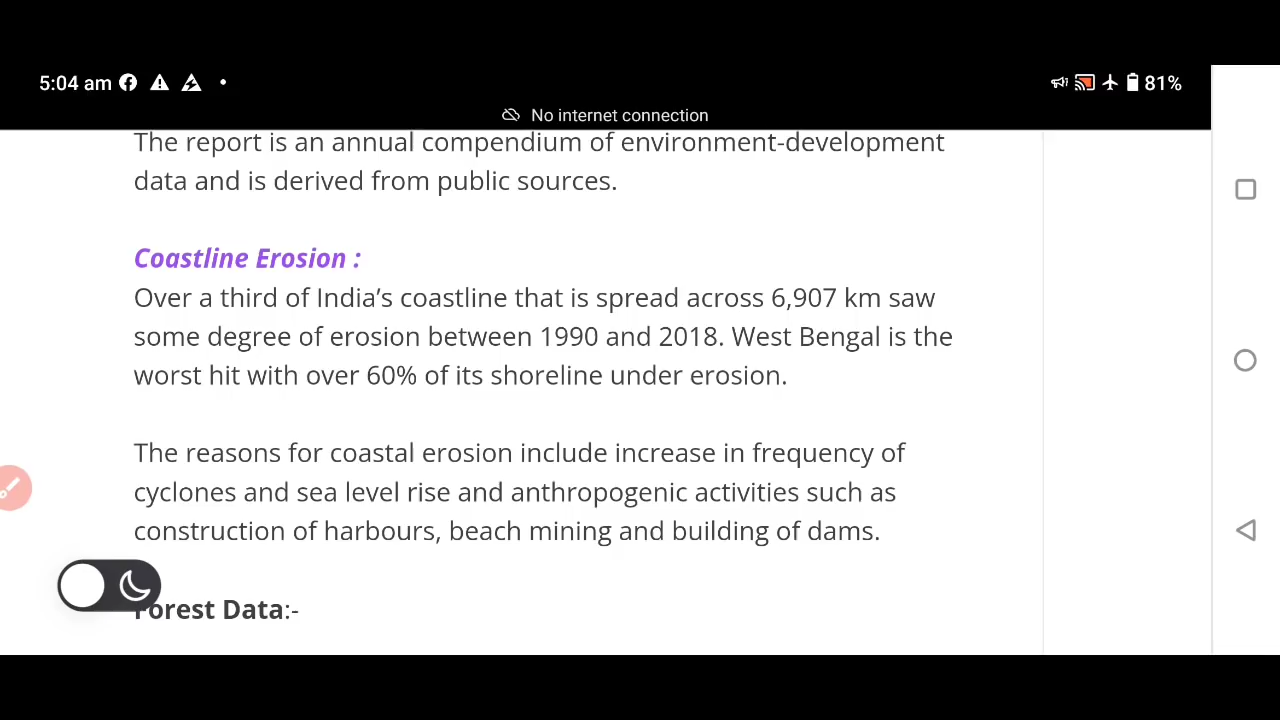 5:04 am
81%
No internet connection
The report is an annual compendium of environment-development
data and is derived from public sources.
Coastline Erosion :
Over a third of India’s coastline that is spread across 6,907 km saw
some degree of erosion between 1990 and 2018. West Bengal is the
worst hit with over 60% of its shoreline under erosion.
The reasons for coastal erosion include increase in frequency of
cyclones and sea level rise and anthropogenic activities such as
construction of harbours, beach mining and building of dams.
Forest Data:-